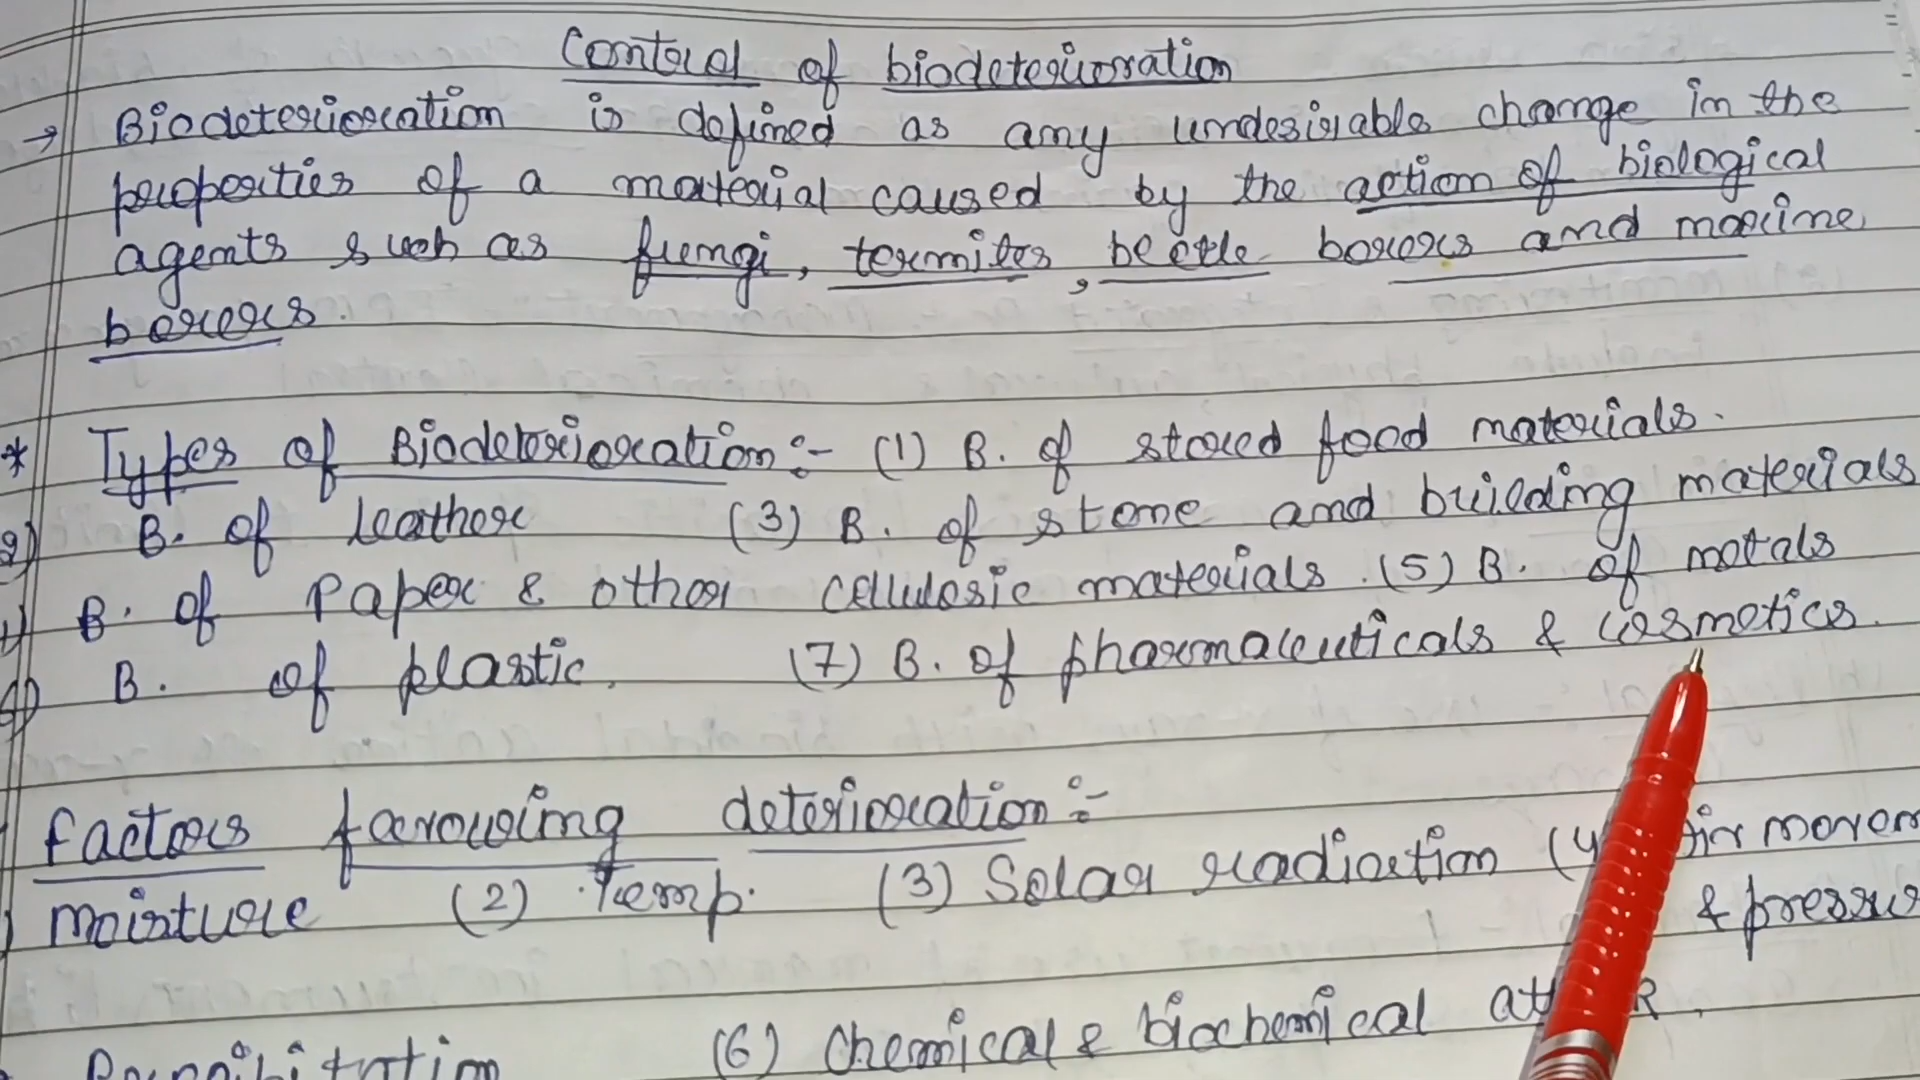 Control of biodeterioration
→ Biodeterioration is defined as any undesirable change in the
properties of a material caused by the action of biological
agents such as fungi, termites, beetle borers and marine
borers.
* Types of Biodeterioration :- (1) B. of stored food materials.
2) B. of leather (3) B. of stone and building materials
B. of Paper & other cellulosic materials. (5) B. of metals
B. of plastic. (7) B. of pharmaceuticals & cosmetics.
Factors favouring deterioration :-
moisture (2) Temp. (3) Solar radiation (4) Air
& pressur
(6) Chemical & biochemical